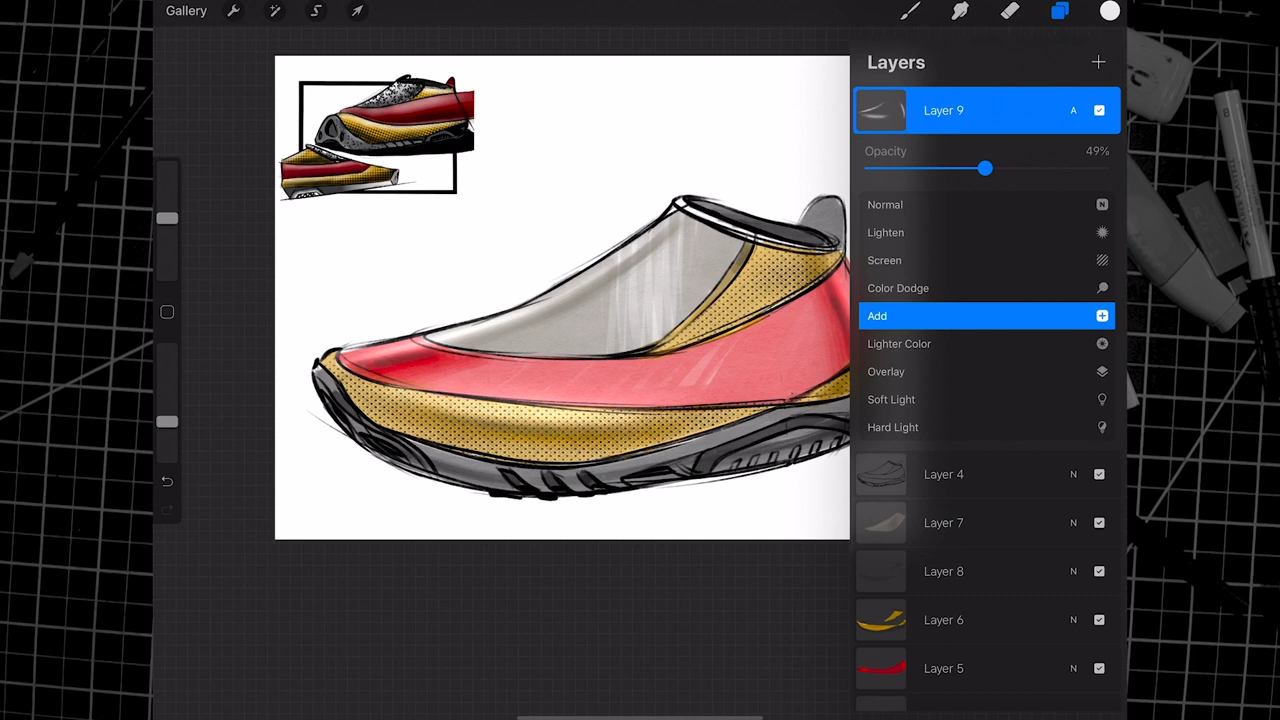 Gallery
Layers
Layer 9 A
Opacity 49%
Normal N
Lighten
Screen
Color Dodge
Add
Lighter Color
Overlay
Soft Light
Hard Light
Layer 4 N
Layer 7 N
Layer 8 N
Layer 6 N
Layer 5 N